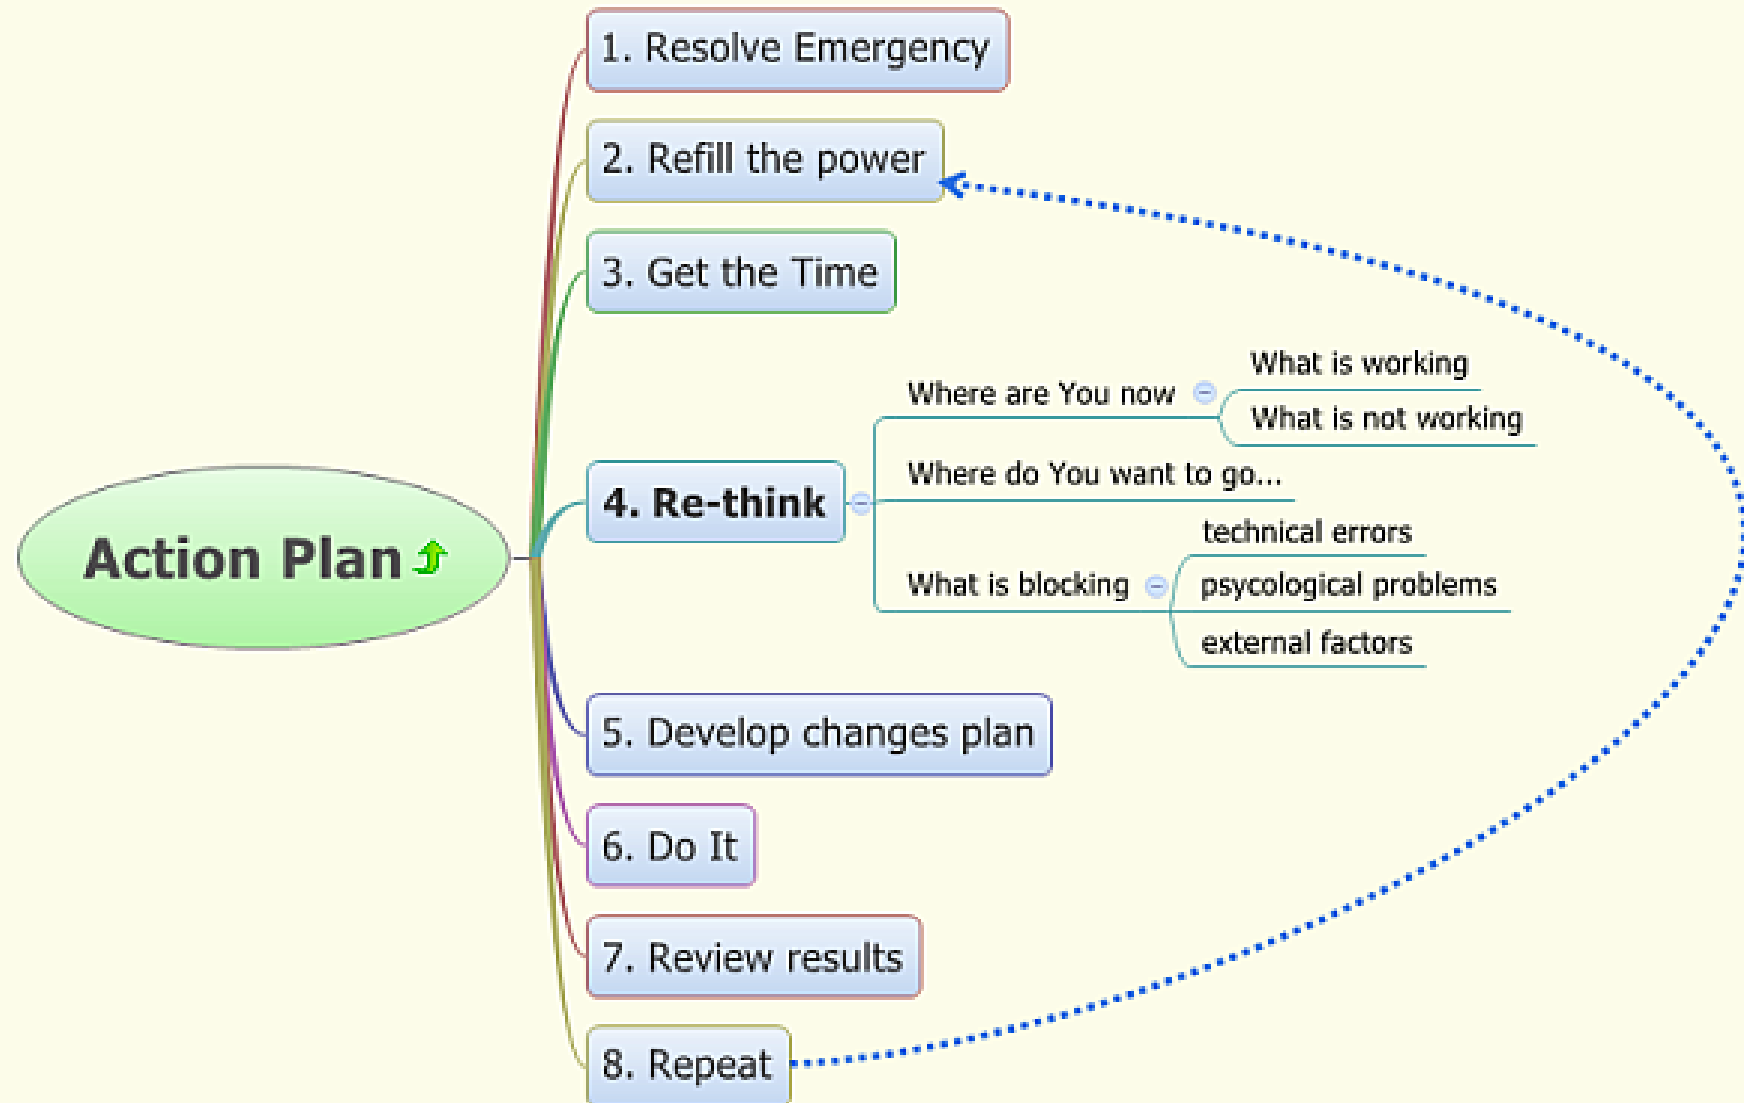 Action Plan
1. Resolve Emergency
2. Refill the power
3. Get the Time
4. Re-think
Where are You now
What is working
What is not working
Where do You want to go...
What is blocking
technical errors
psycological problems
external factors
5. Develop changes plan
6. Do It
7. Review results
8. Repeat